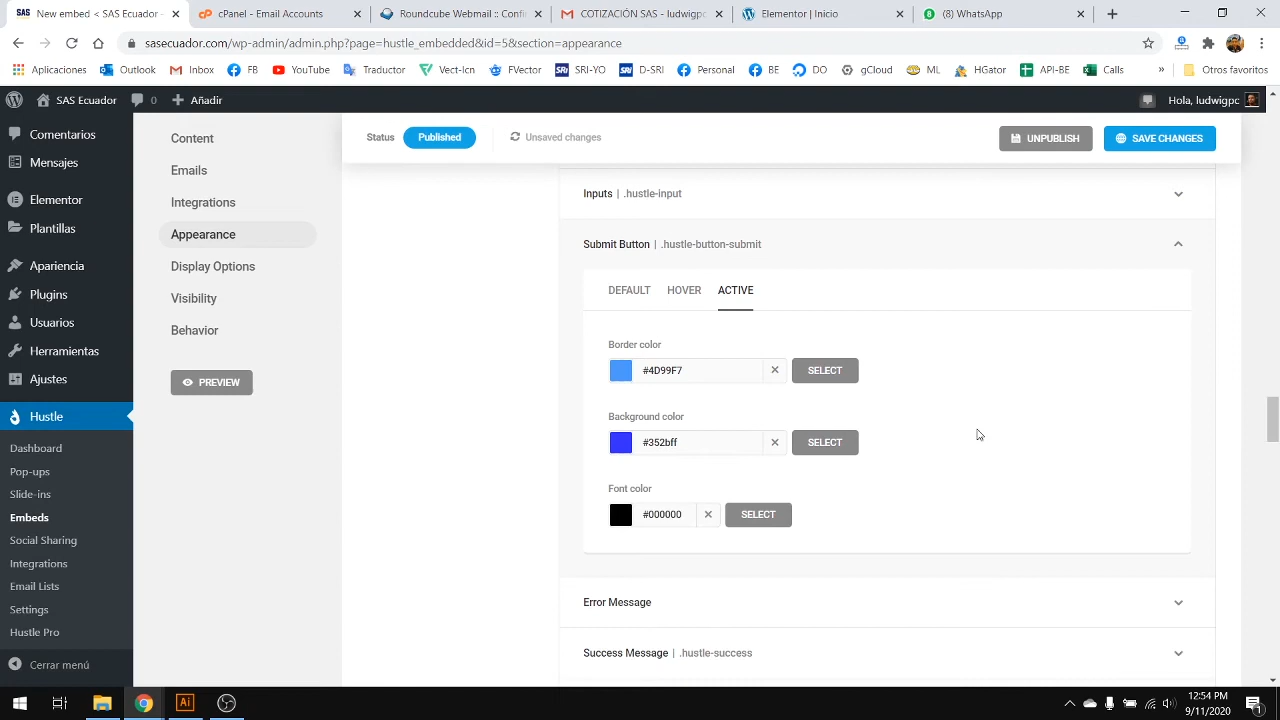 SAS Ecuador — WordPress
cPanel - Email Accounts
Roundcube Webmail :: Confi
COTIZACIÓN SAS - ludwigpc
Elementor | Inicio
(8) WhatsApp
sasecuador.com/wp-admin/admin.php?page=hustle_embedded&id=5&section=appearance
Aplicaciones
Outlook
Inbox
FB
YouTube
Traductor
Vect-Icn
FVector
SRI-YO
D-SRI
Personal
BE
DO
gCloud
ML
HGator
API-BE
Calls
»
Otros favoritos
SAS Ecuador
0
Añadir
Hola, ludwigpc
Comentarios
Mensajes
Elementor
Plantillas
Apariencia
Plugins
Usuarios
Herramientas
Ajustes
Hustle
Dashboard
Pop-ups
Slide-ins
Embeds
Social Sharing
Integrations
Email Lists
Settings
Hustle Pro
Cerrar menú
Content
Emails
Integrations
Appearance
Display Options
Visibility
Behavior
PREVIEW
Status
Published
Unsaved changes
UNPUBLISH
SAVE CHANGES
Inputs | .hustle-input
Submit Button | .hustle-button-submit
DEFAULT
HOVER
ACTIVE
Border color
#4D99F7
SELECT
Background color
#352bff
SELECT
Font color
#000000
SELECT
Error Message
Success Message | .hustle-success
12:54 PM
9/11/2020